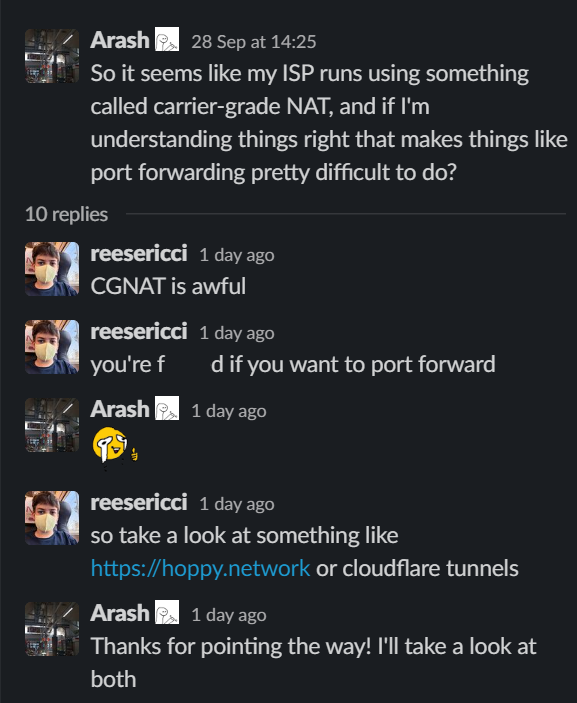 Arash 28 Sep at 14:25
So it seems like my ISP runs using something
called carrier-grade NAT, and if I'm
understanding things right that makes things like
port forwarding pretty difficult to do?
10 replies
reesericci 1 day ago
CGNAT is awful
reesericci 1 day ago
you're f d if you want to port forward
Arash 1 day ago
reesericci 1 day ago
so take a look at something like
https://hoppy.network or cloudflare tunnels
Arash 1 day ago
Thanks for pointing the way! I'll take a look at
both